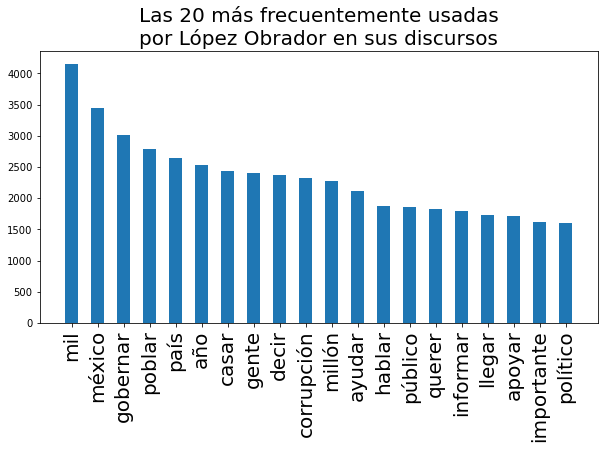 Las 20 más frecuentemente usadas
por López Obrador en sus discursos
4000
3500
3000
2500
2000
1500
1000
500
0
mil
méxico
gobernar
poblar
país
año
casar
gente
decir
corrupción
millón
ayudar
hablar
público
querer
informar
llegar
apoyar
importante
político